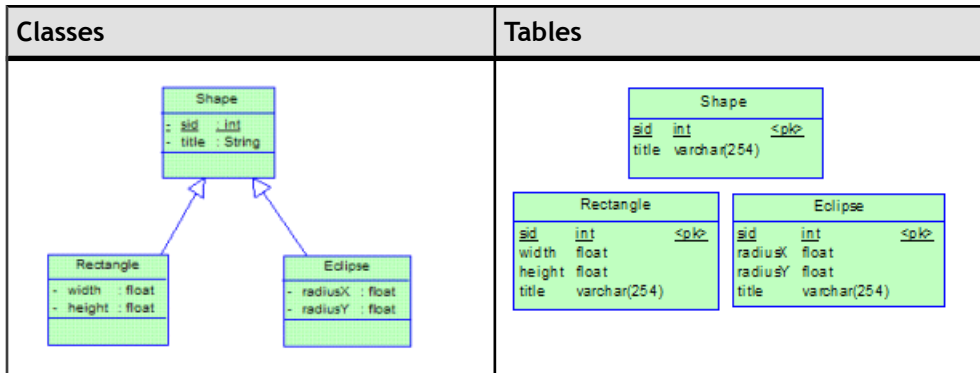 Classes
Tables
Shape
- sid : int
- title : String
Rectangle
- width : float
- height : float
Eclipse
- radiusX : float
- radiusY : float
Shape
sid int <pk>
title varchar(254)
Rectangle
sid int <pk>
width float
height float
title varchar(254)
Eclipse
sid int <pk>
radiusX float
radiusY float
title varchar(254)